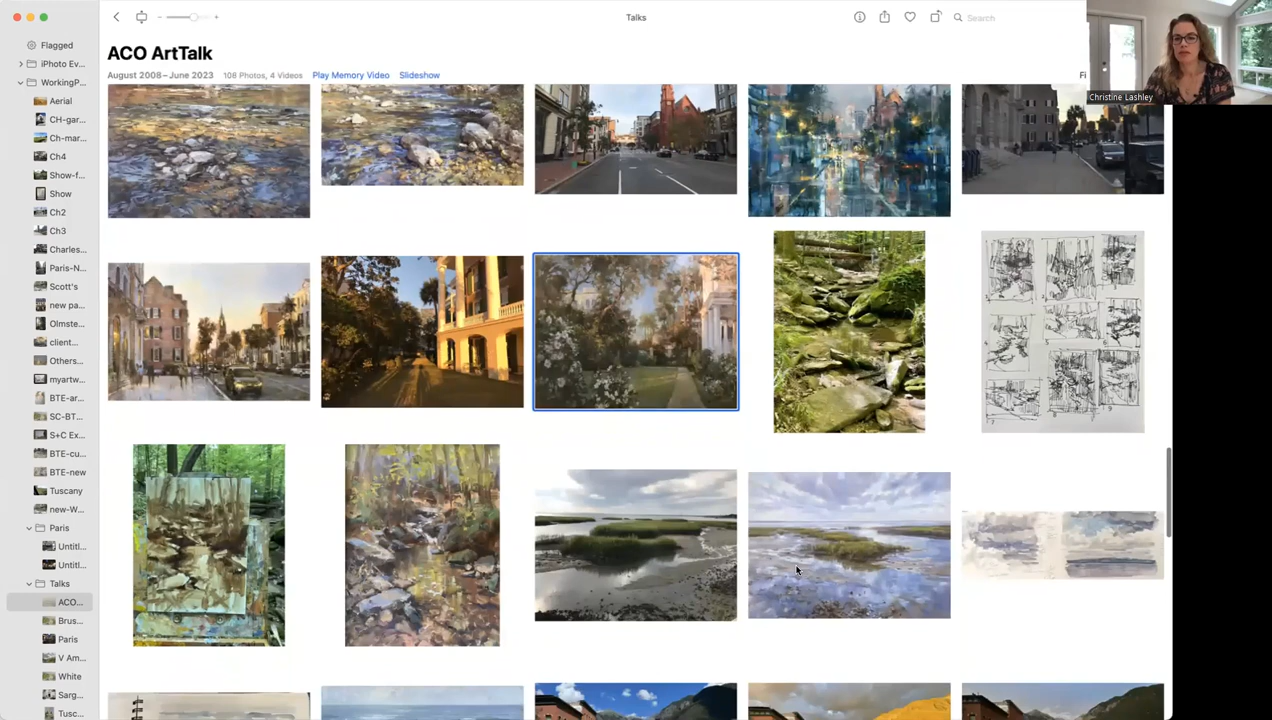 Talks
Search
Christine Lashley
ACO ArtTalk
August 2008–June 2023 108 Photos, 4 Videos Play Memory Video Slideshow
Fi
Flagged
iPhoto Ev...
WorkingP...
Aerial
CH-gar...
Ch-mar...
Ch4
Show-f...
Show
Ch2
Ch3
Charles...
Paris-N...
Scott's
new pa...
Olmste...
client...
Others...
myartw...
BTE-ar...
SC-BT...
S+C Ex...
BTE-cu...
BTE-new
Tuscany
new-W...
Paris
Untitl...
Untitl...
Talks
ACO...
Brus...
Paris
V Am...
White
Sarg...
Tusc...